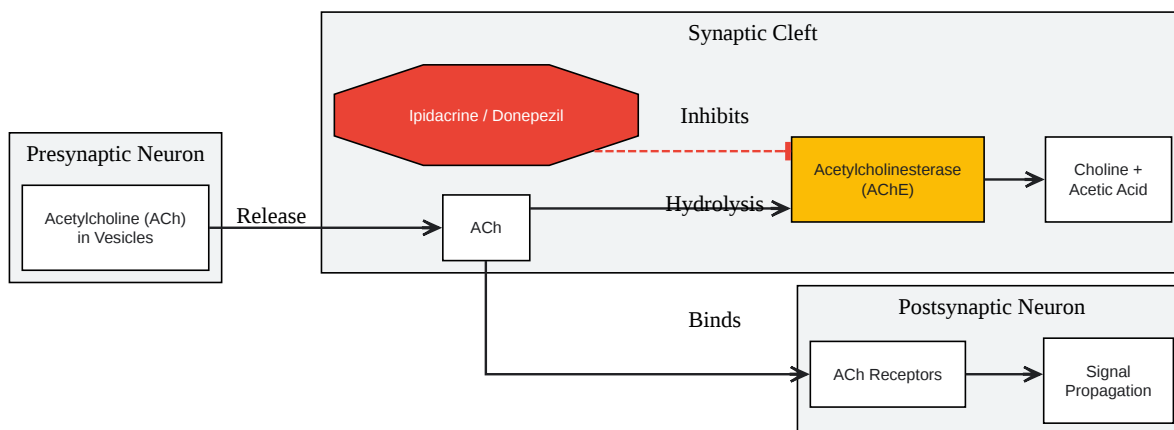 Synaptic Cleft
Ipidacrine / Donepezil
Inhibits
Presynaptic Neuron
Acetylcholinesterase
(AChE)
Choline +
Acetic Acid
Acetylcholine (ACh)
in Vesicles
Release
ACh
Hydrolysis
Binds
Postsynaptic Neuron
ACh Receptors
Signal
Propagation